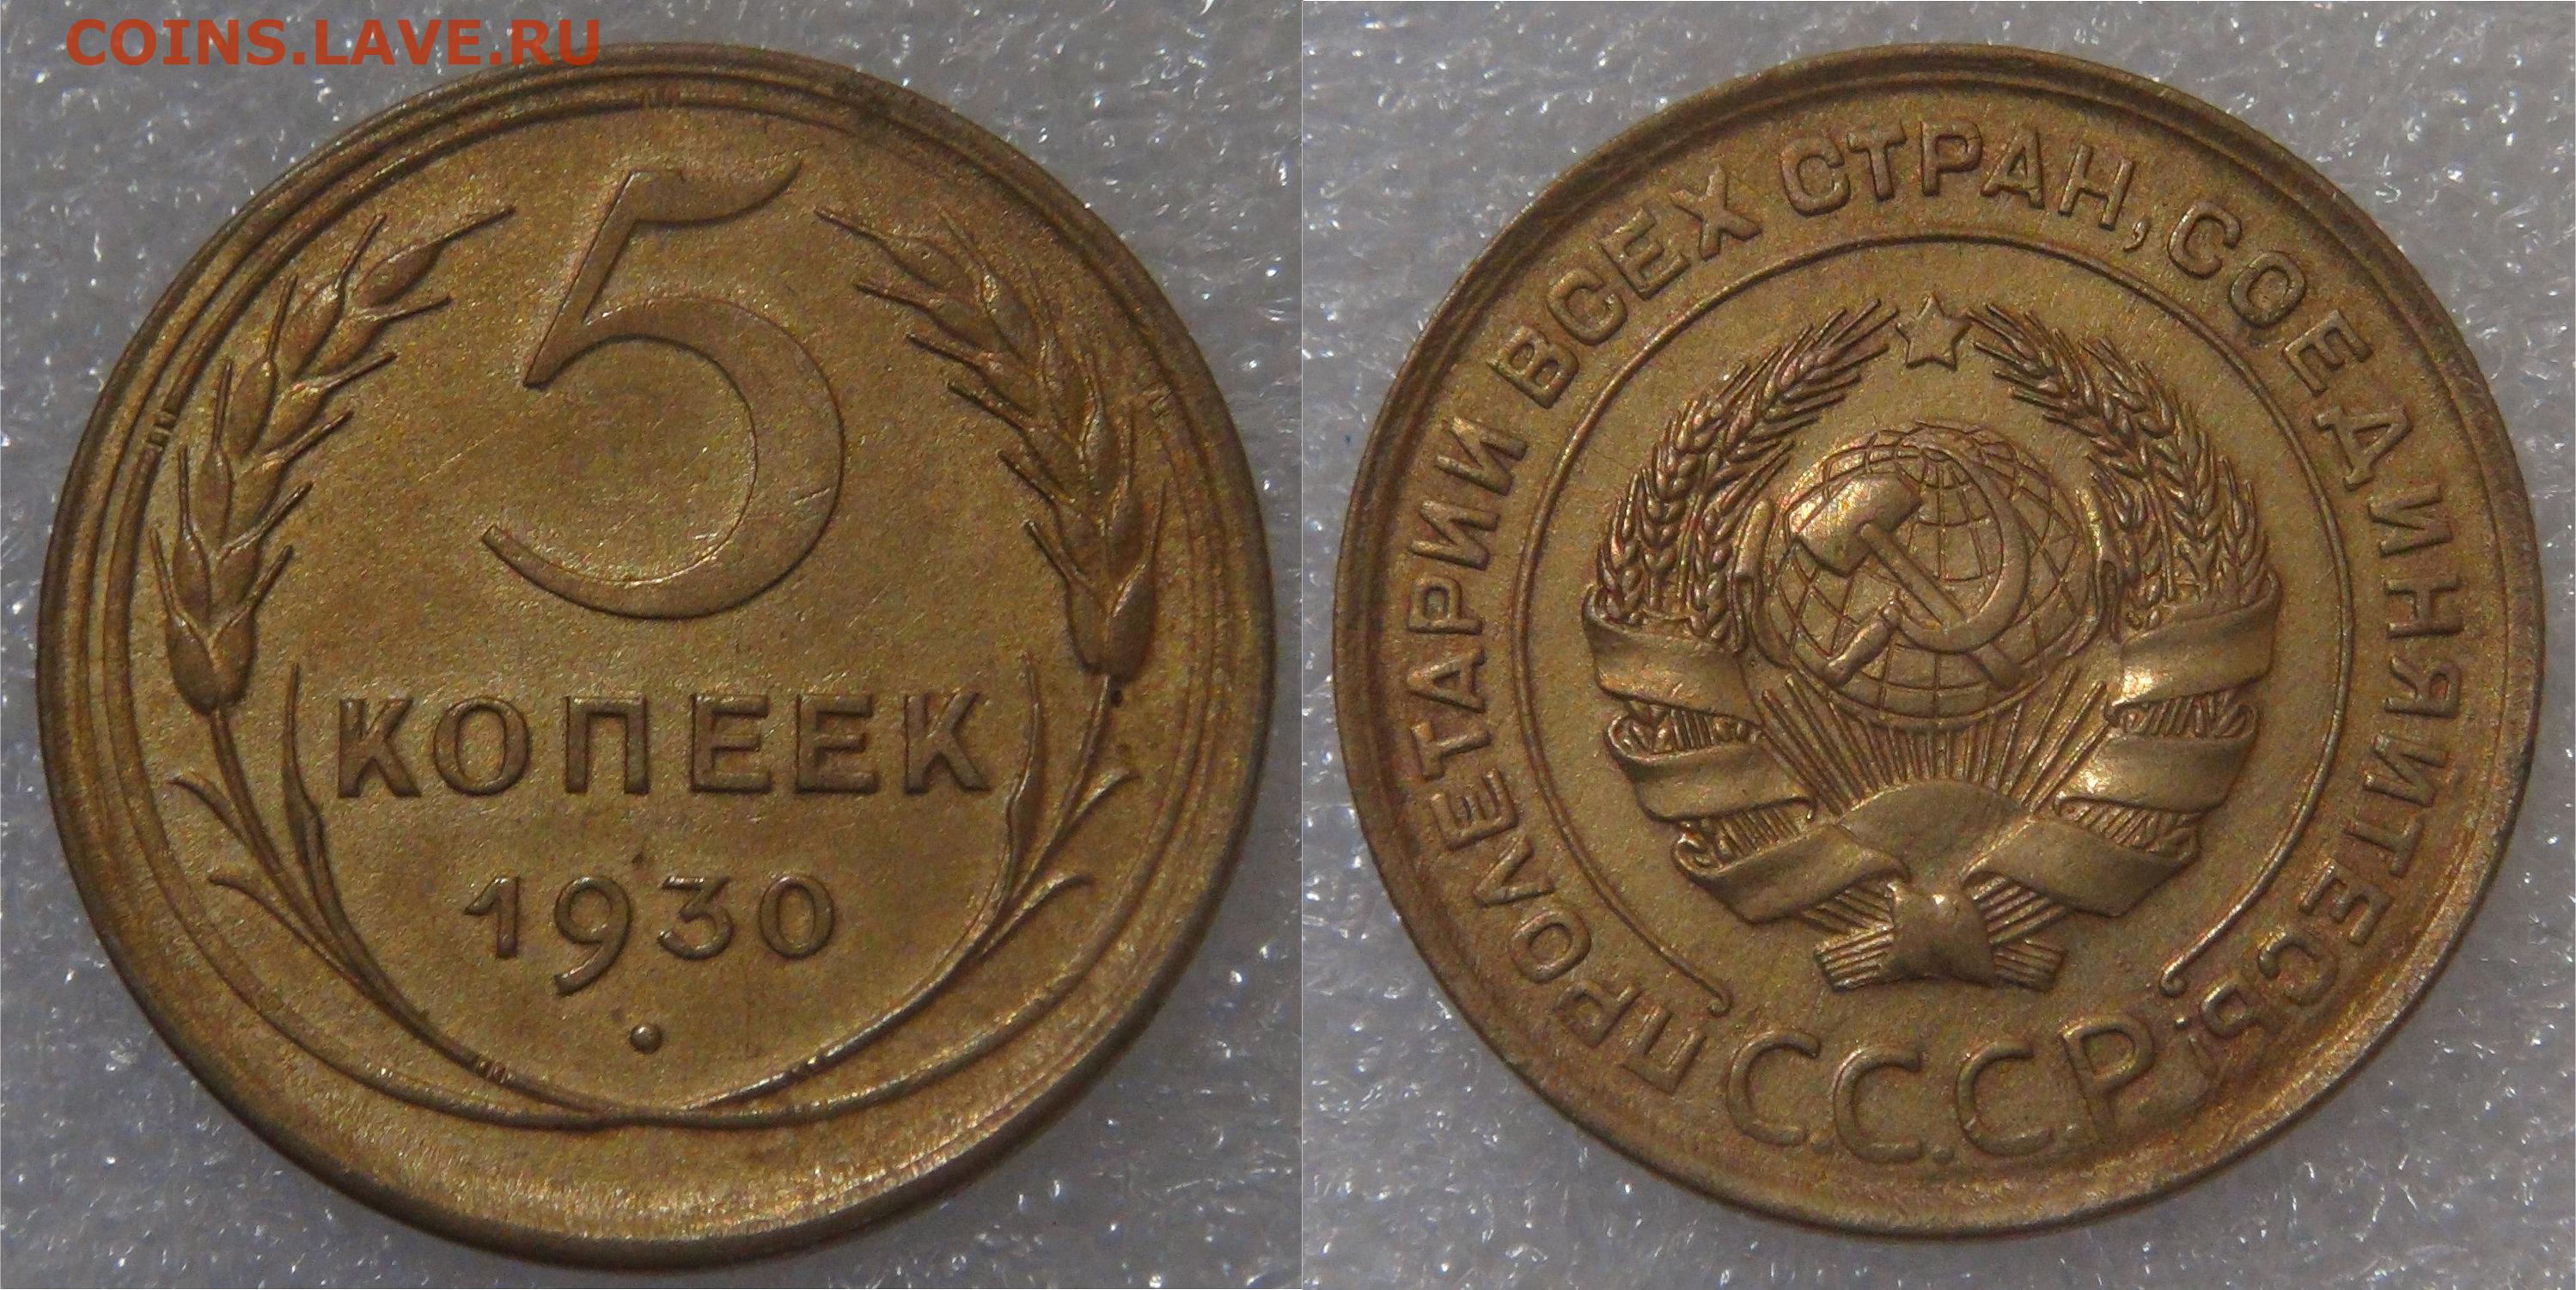 COINS.LAVE.RU
5
КОПЕЕК
1930
ПРОЛЕТАРИИ ВСЕХ СТРАН, СОЕДИНЯЙТЕСЬ!
С.С.С.Р.